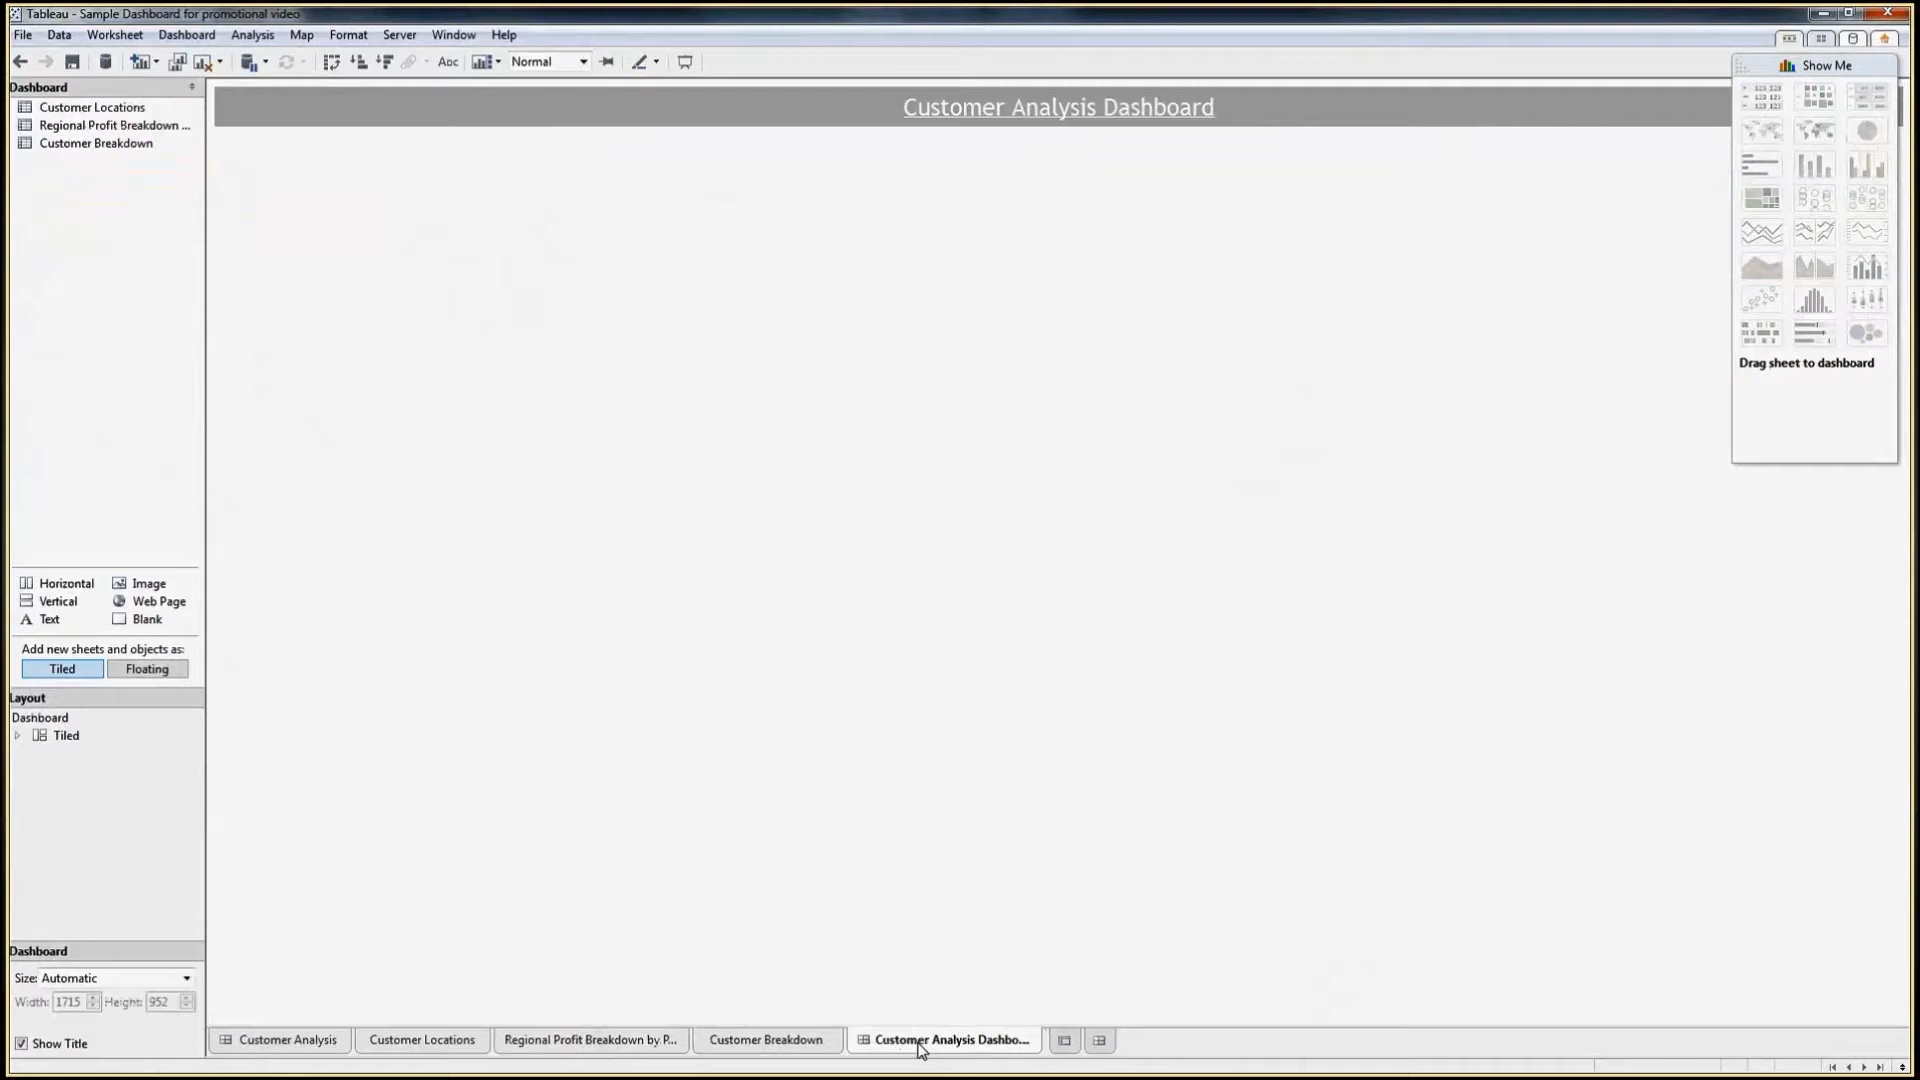 Tableau - Sample Dashboard for promotional video
File Data Worksheet Dashboard Analysis Map Format Server Window Help
Abc Normal
Show Me
Dashboard
Customer Locations
Regional Profit Breakdown ...
Customer Breakdown
Customer Analysis Dashboard
Drag sheet to dashboard
Horizontal Image
Vertical Web Page
A Text Blank
Add new sheets and objects as:
Tiled Floating
Layout
Dashboard
Tiled
Dashboard
Size: Automatic
Width: 1715 Height: 952
Show Title
Customer Analysis Customer Locations Regional Profit Breakdown by P... Customer Breakdown Customer Analysis Dashbo...